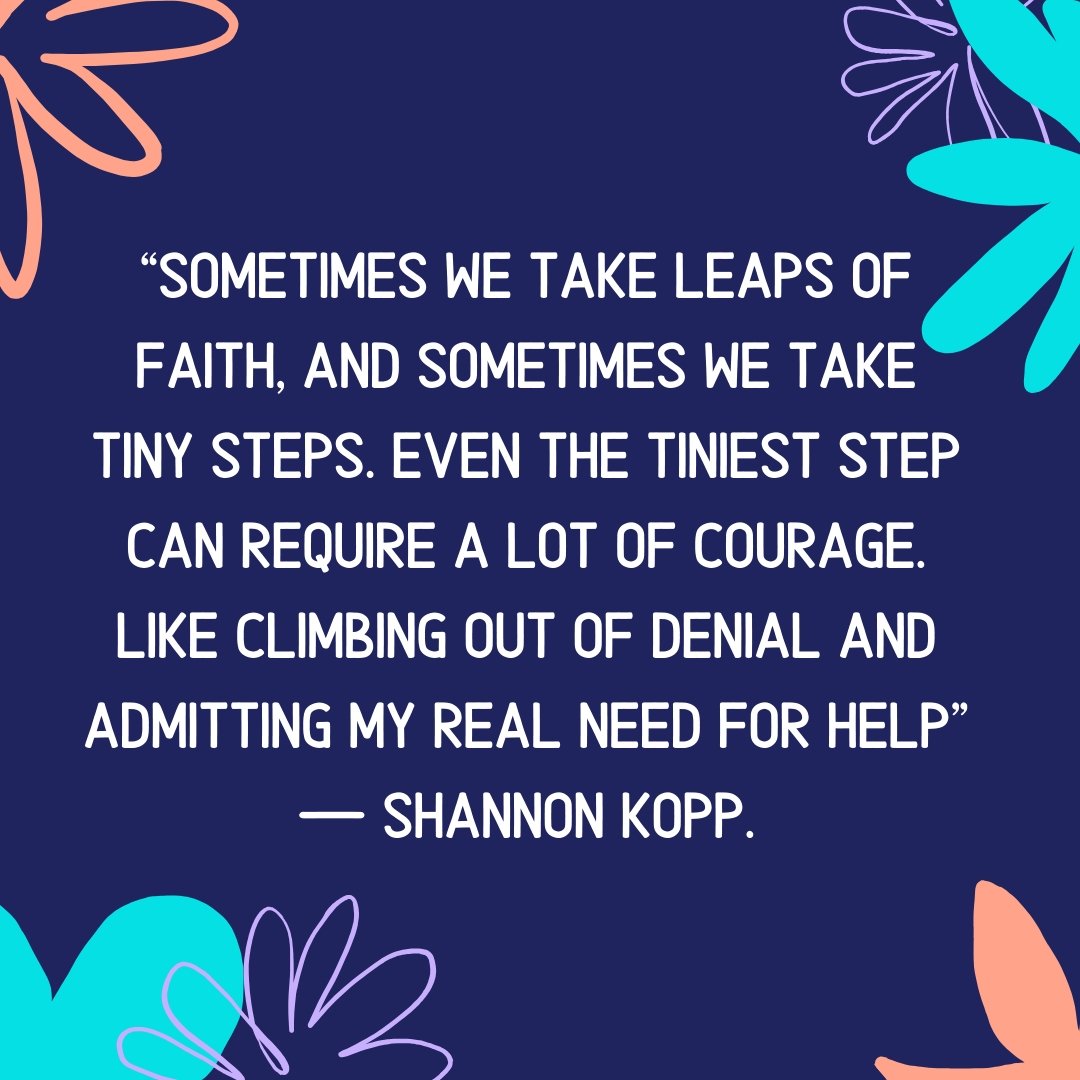 “SOMETIMES WE TAKE LEAPS OF
FAITH, AND SOMETIMES WE TAKE
TINY STEPS. EVEN THE TINIEST STEP
CAN REQUIRE A LOT OF COURAGE.
LIKE CLIMBING OUT OF DENIAL AND
ADMITTING MY REAL NEED FOR HELP”
— SHANNON KOPP.